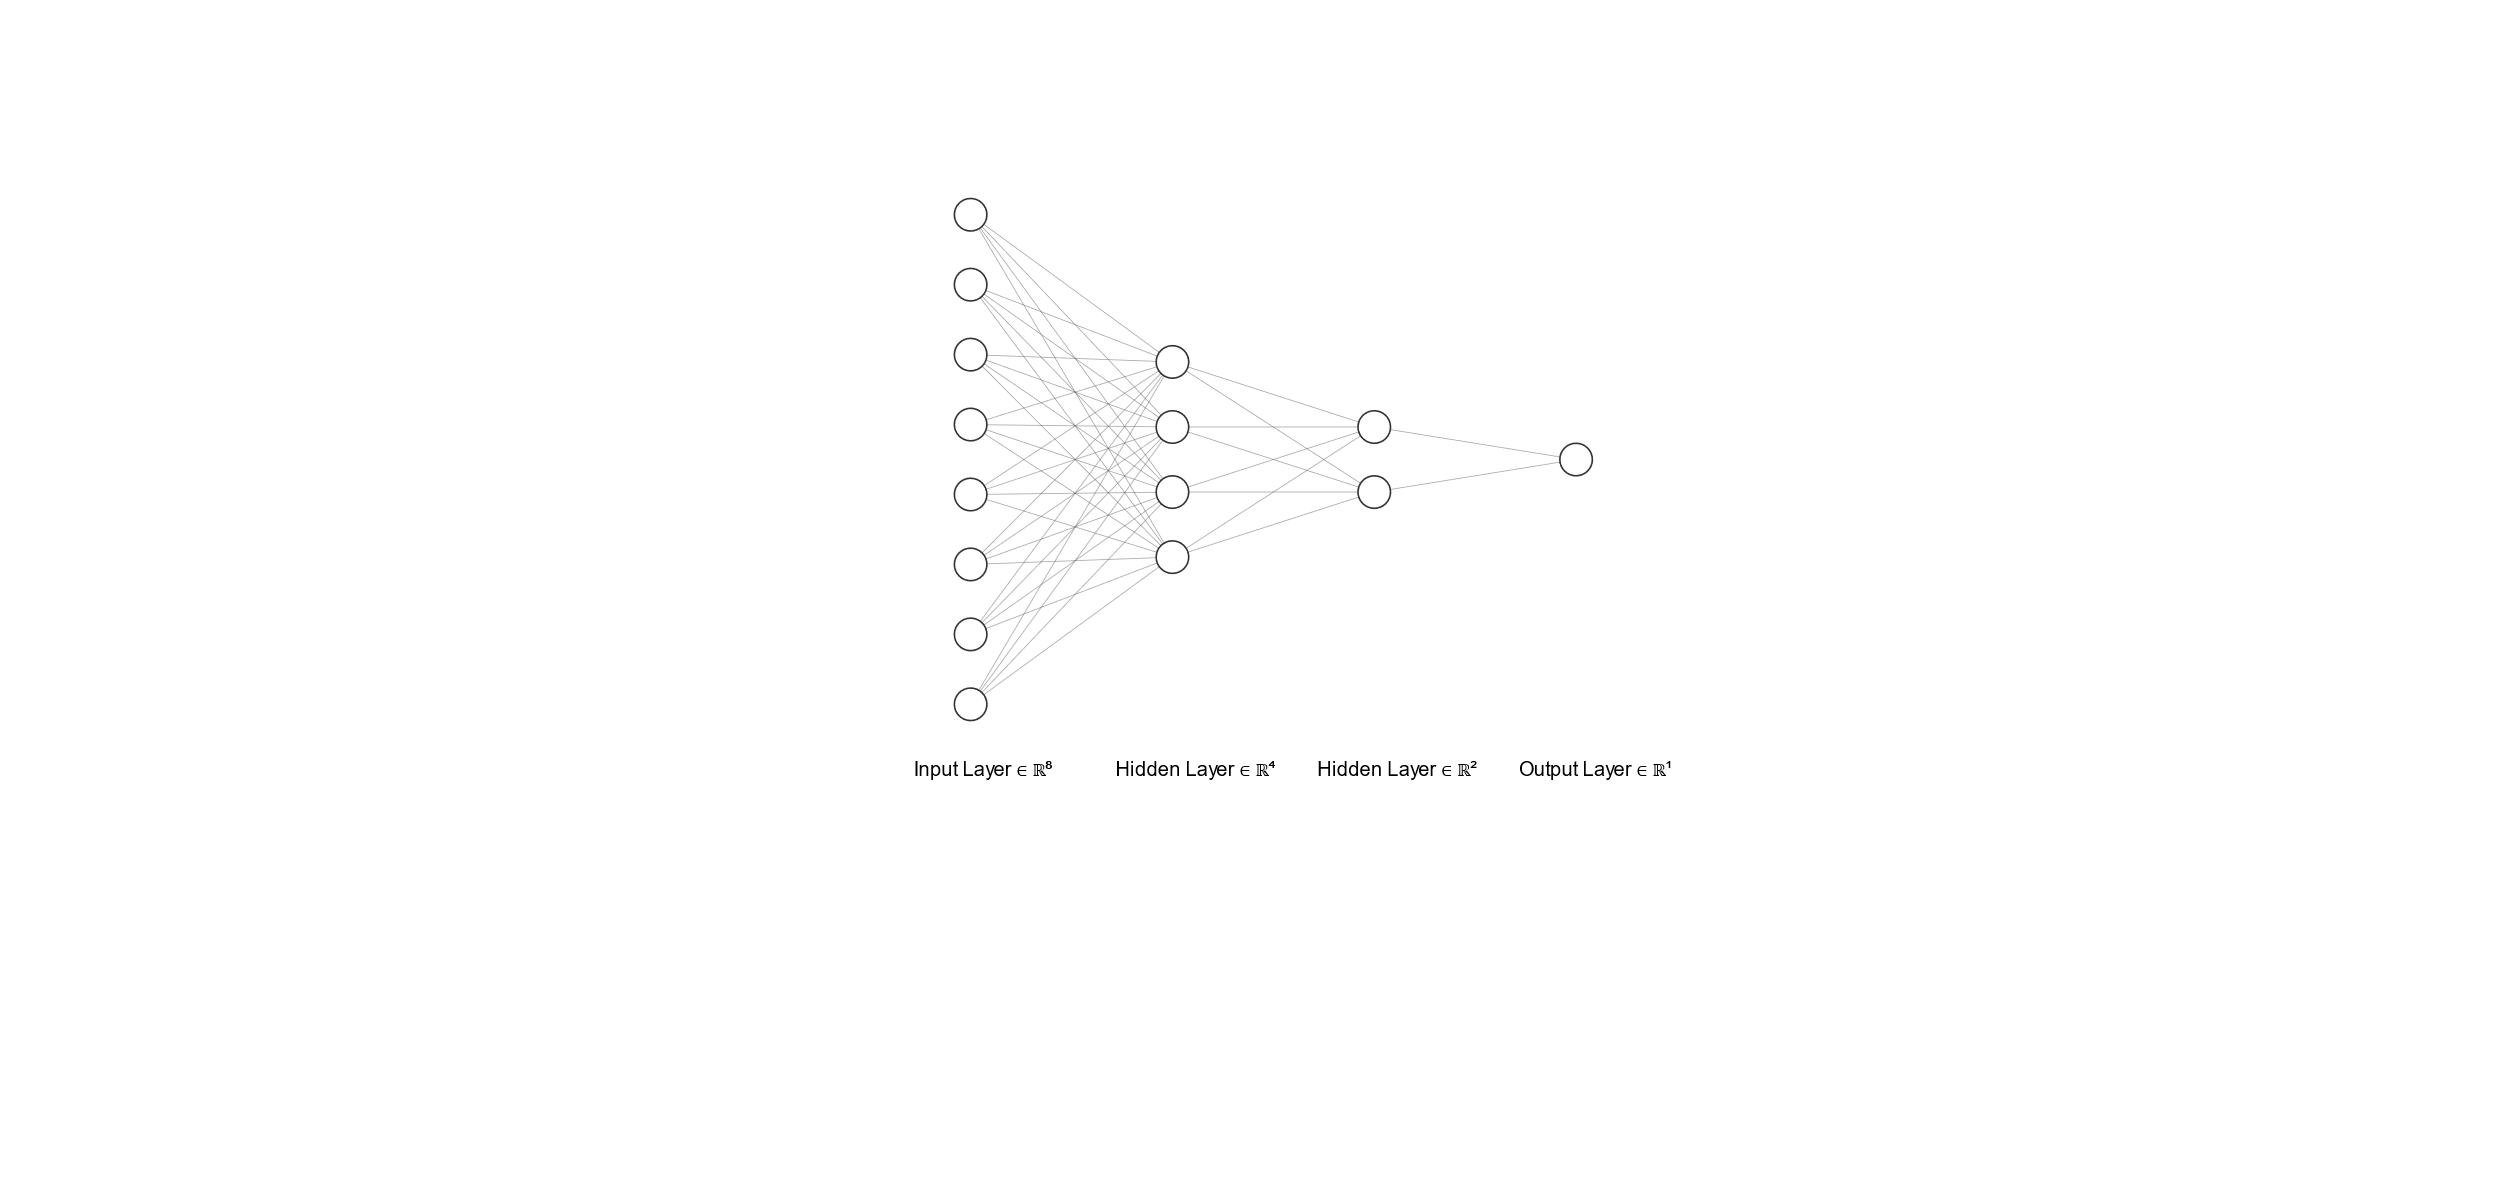 Input Layer ∈ ℝ⁸
Hidden Layer ∈ ℝ⁴
Hidden Layer ∈ ℝ²
Output Layer ∈ ℝ¹